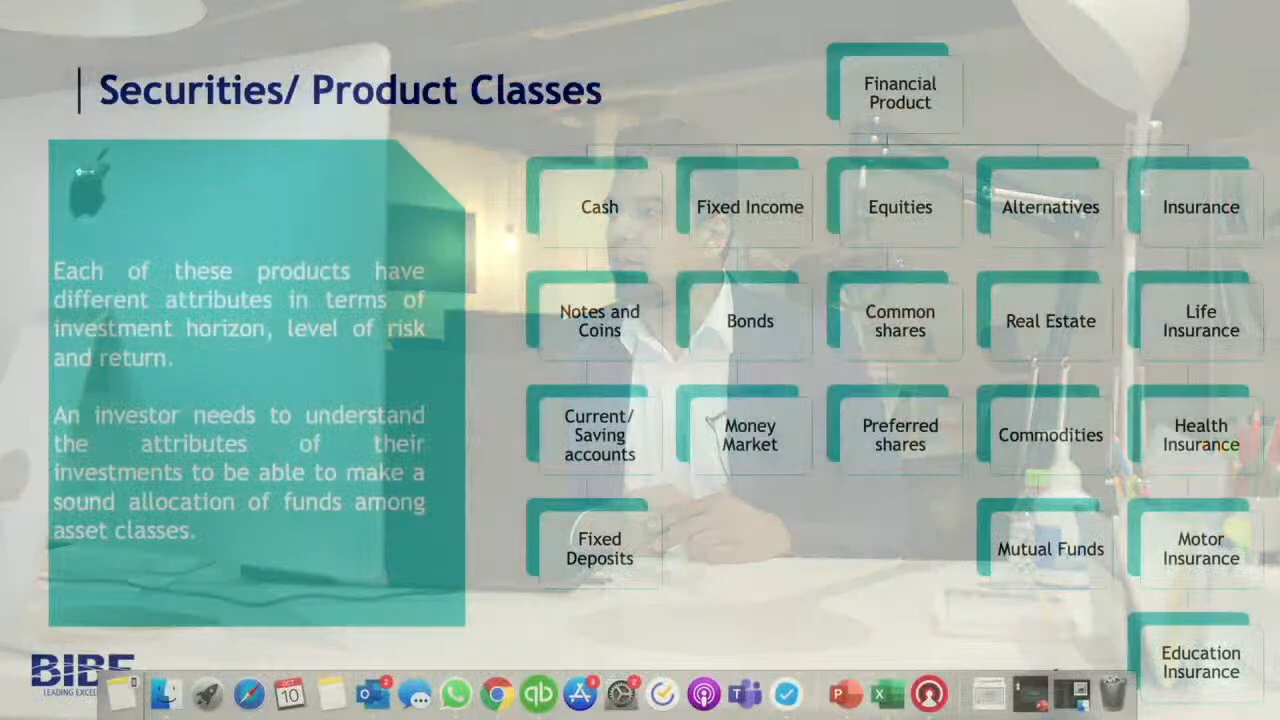 Securities/ Product Classes
Each of these products have
different attributes in terms of
investment horizon, level of risk
and return.
An investor needs to understand
the attributes of their
investments to be able to make a
sound allocation of funds among
asset classes.
Financial
Product
Cash
Fixed Income
Equities
Alternatives
Insurance
Notes and
Coins
Bonds
Common
shares
Real Estate
Life
Insurance
Current/
Saving
accounts
Money
Market
Preferred
shares
Commodities
Health
Insurance
Fixed
Deposits
Mutual Funds
Motor
Insurance
Education
Insurance
BIBF
LEADING
OCT
10
qb